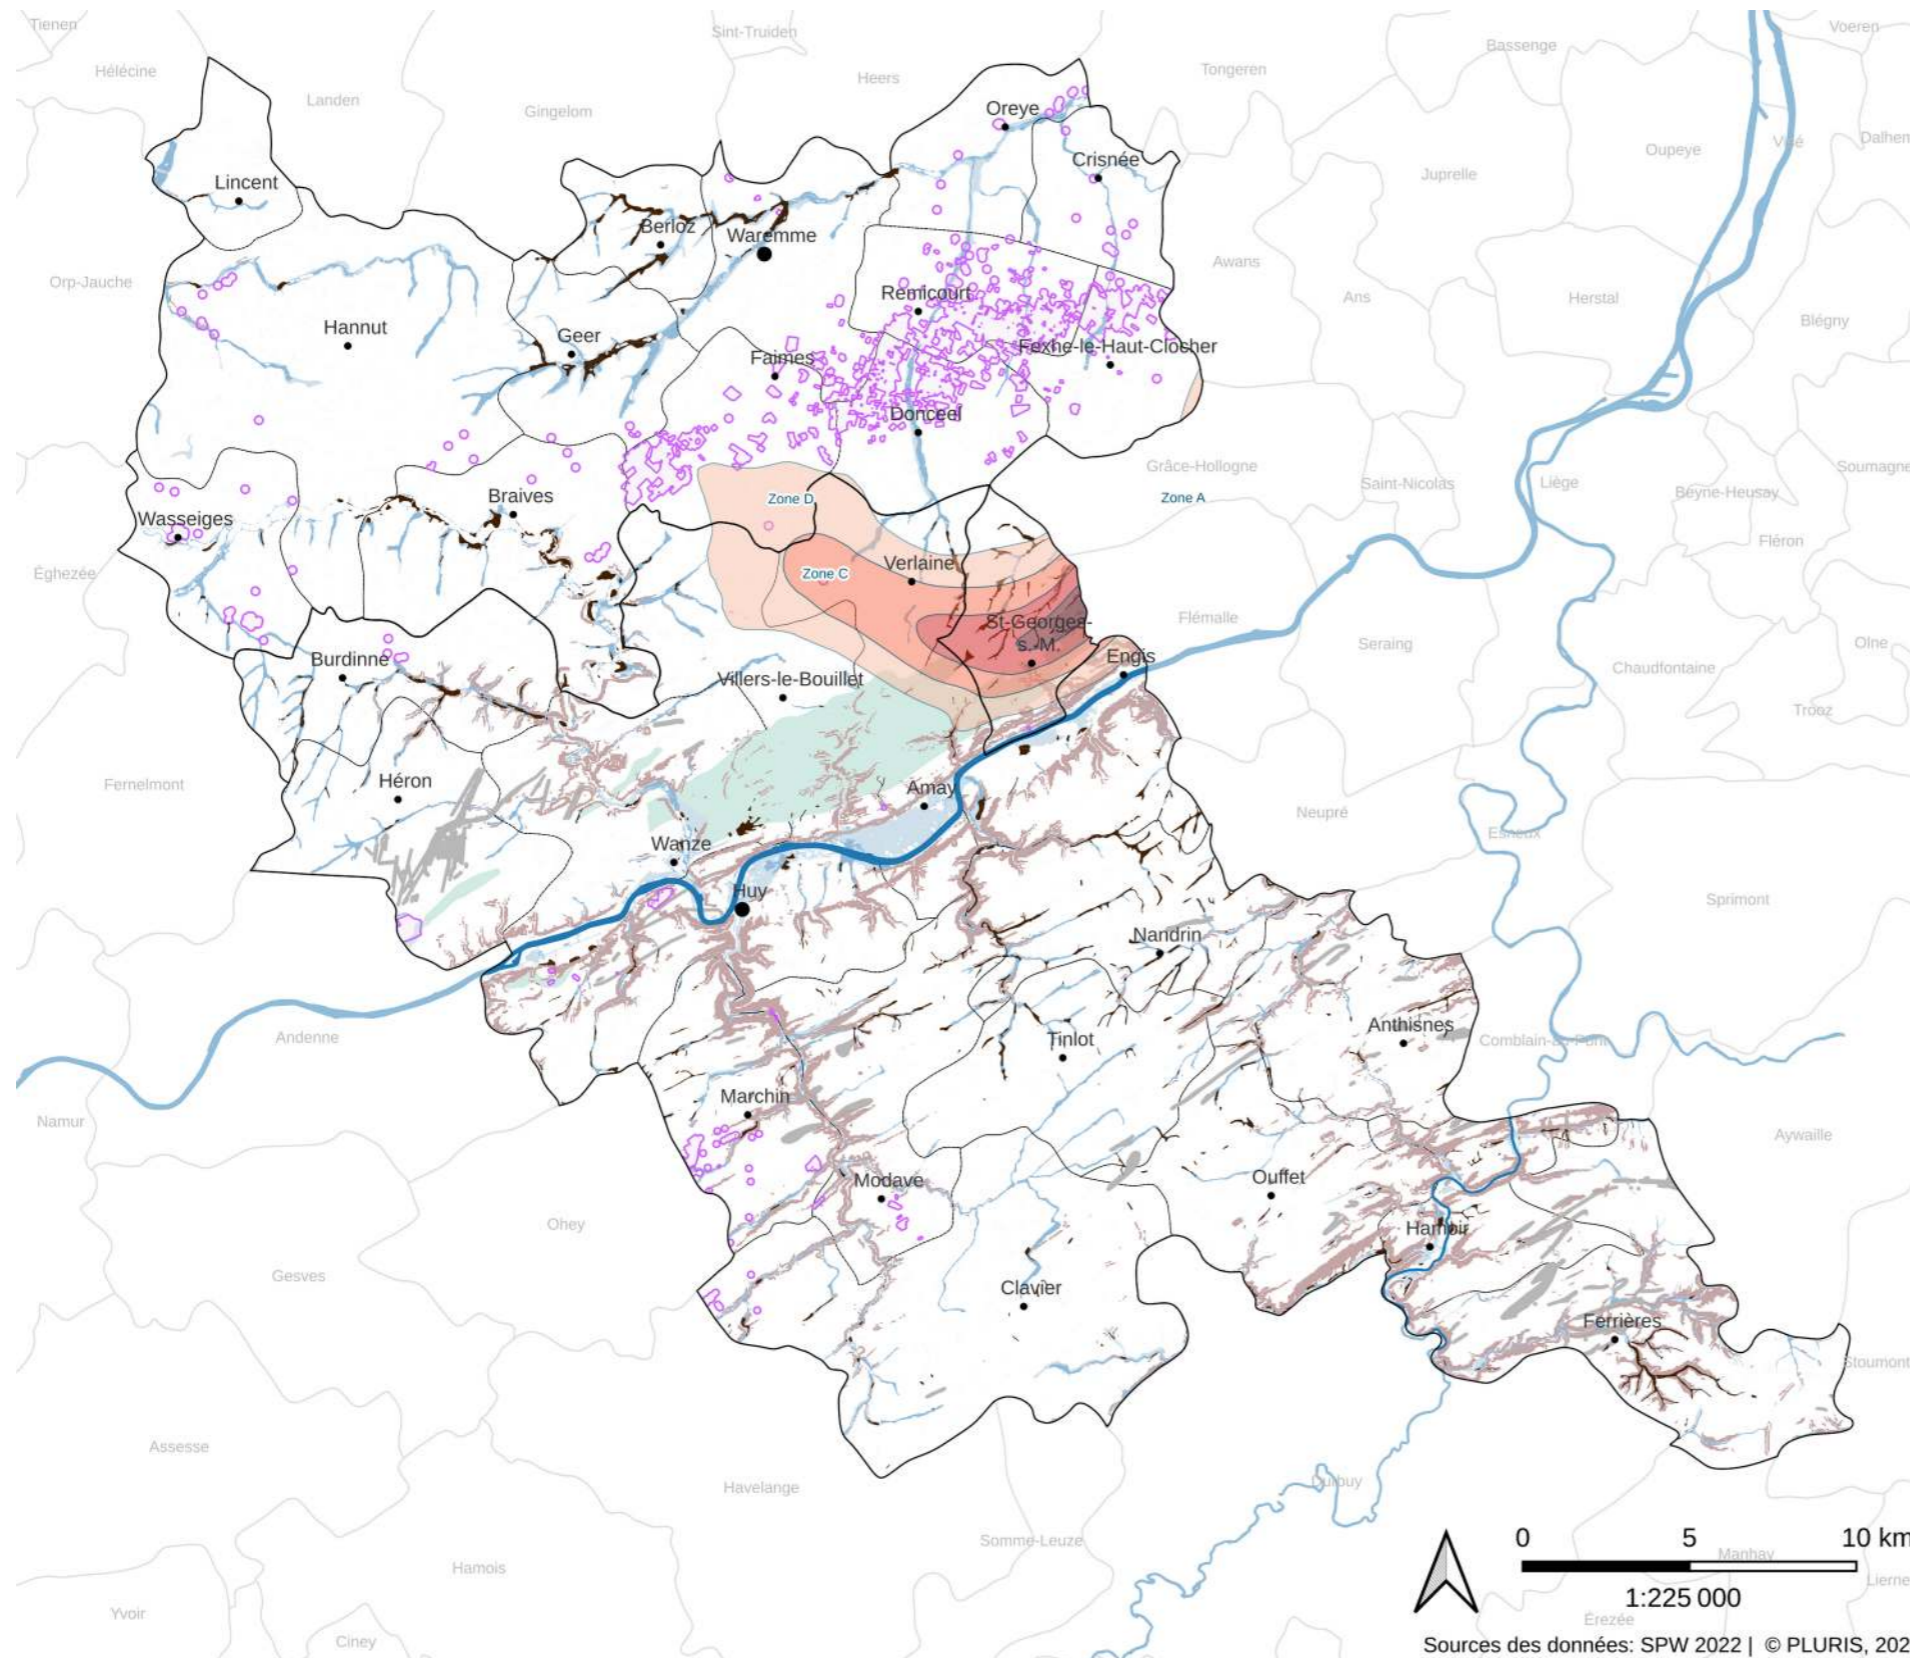 Tienen
Sint-Truiden
Voeren
Bassenge
Hélécine
Landen
Heers
Tongeren
Gingelom
Oreye
Visé
Dalhem
Oupeye
Crisnée
Juprelle
Lincent
Berloz
Waremme
Awans
Orp-Jauche
Remicourt
Ans
Herstal
Blégny
Hannut
Geer
Faimes
Fexhe-le-Haut-Clocher
Donceel
Grâce-Hollogne
Soumagne
Saint-Nicolas
Liège
Beyne-Heusay
Zone D
Zone A
Braives
Wasseiges
Fléron
Éghezée
Verlaine
Zone C
Flémalle
St-Georges-
s.-M.
Seraing
Olne
Burdinne
Engis
Chaudfontaine
Villers-le-Bouillet
Trooz
Fernelmont
Héron
Amay
Neupré
Esneux
Wanze
Huy
Sprimont
Nandrin
Andenne
Tinlot
Anthisnes
Comblain-au-Pont
Marchin
Namur
Aywaille
Modave
Ouffet
Ohey
Hamoir
Gesves
Clavier
Ferrières
Stoumont
Assesse
Havelange
Durbuy
Somme-Leuze
0 5 10 km
Manhay
Hamois
Lierne
1:225 000
Yvoir
Érezée
Ciney
Sources des données: SPW 2022 | © PLURIS, 202